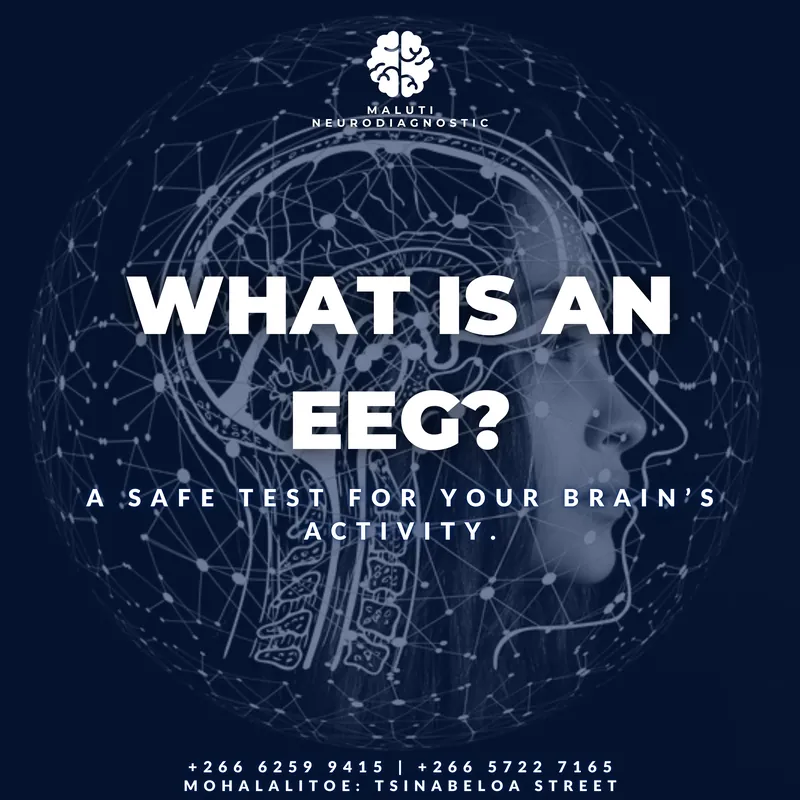 MALUTI
NEURODIAGNOSTIC
WHAT IS AN
EEG?
A SAFE TEST FOR YOUR BRAIN'S
ACTIVITY.
+266 6259 9415 | +266 5722 7165
MOHALALITOE: TSINABELOA STREET